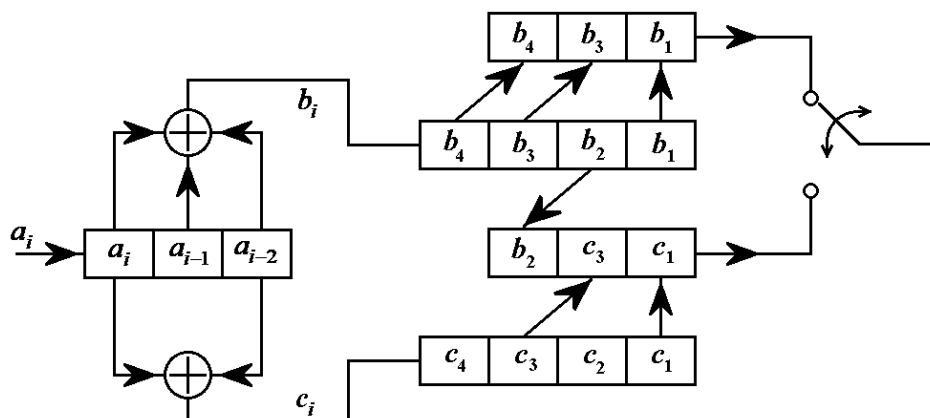 b₄ b₃ b₁
bᵢ
b₄ b₃ b₂ b₁
aᵢ
aᵢ aᵢ₋₁ aᵢ₋₂
b₂ c₃ c₁
c₄ c₃ c₂ c₁
cᵢ